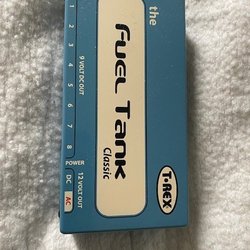 the
Fuel Tank
Classic
T-REX
9 VOLT DC OUT
1 2 3 4 5 6 7 8
POWER
12 VOLT OUT
DC AC